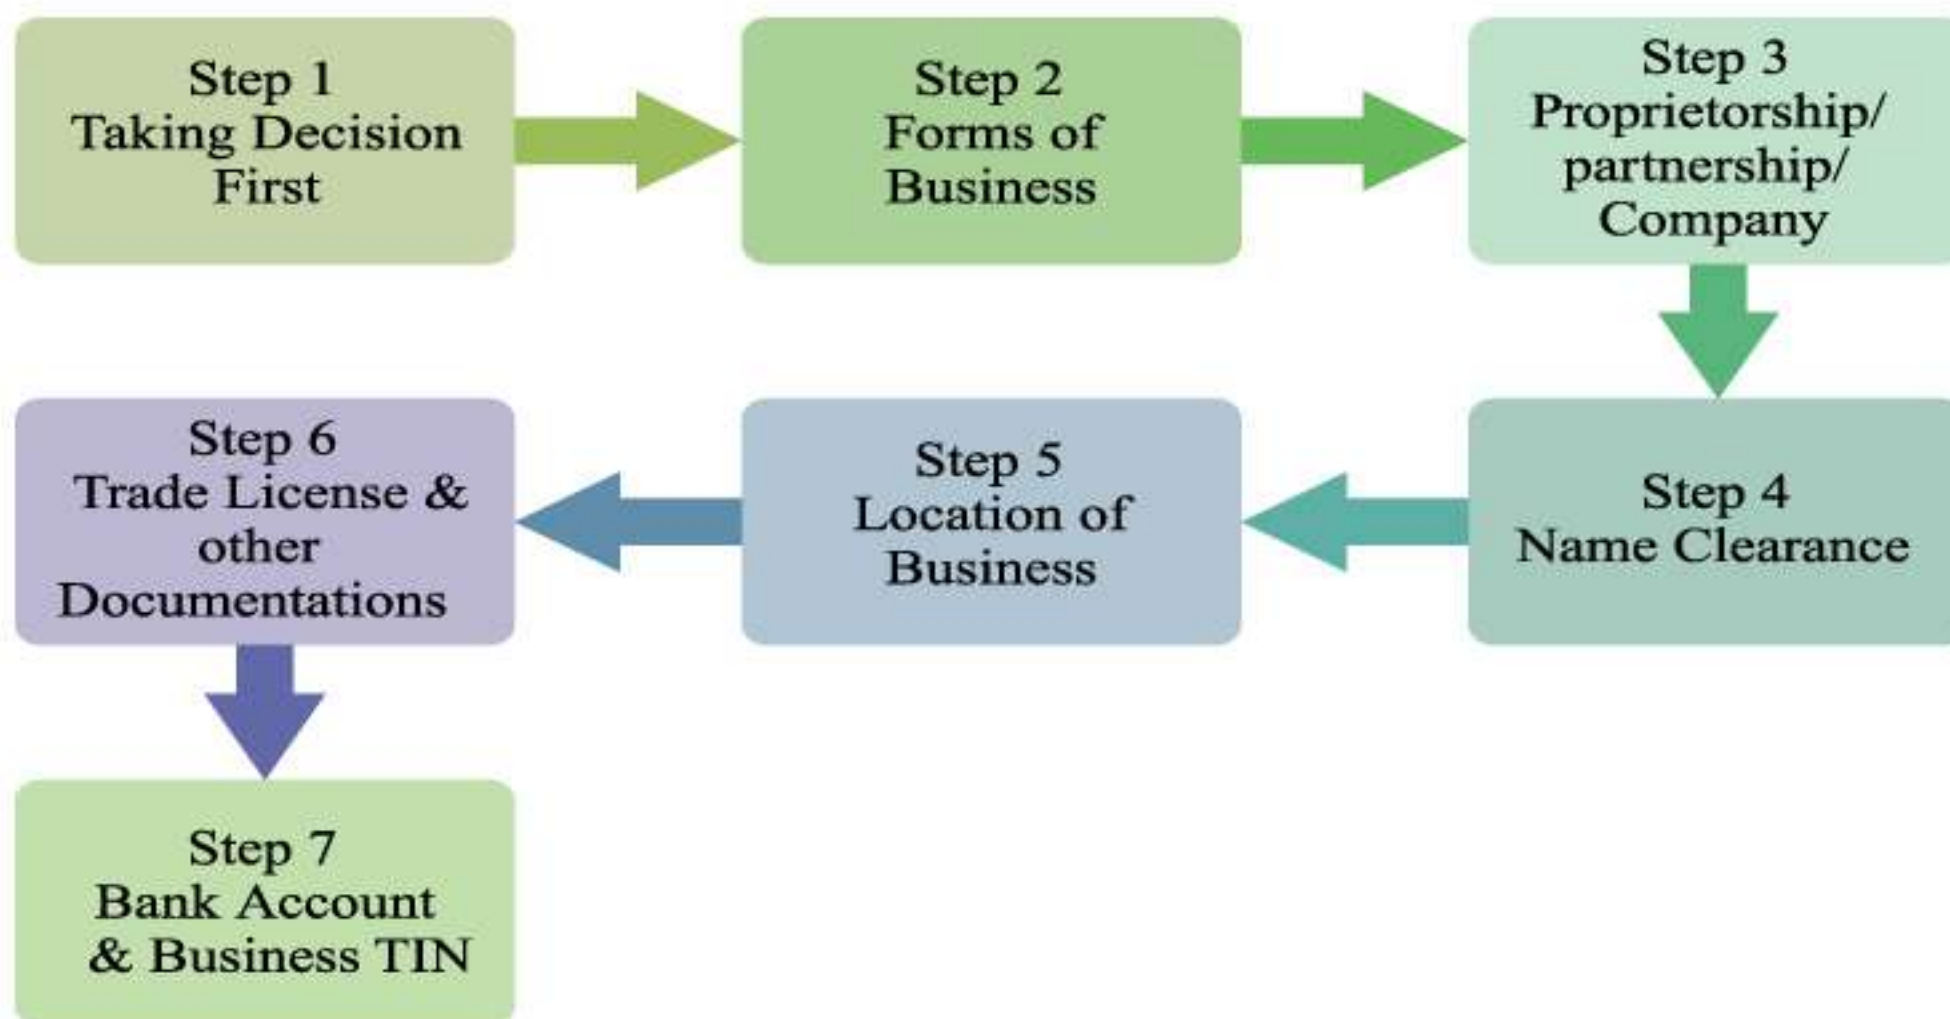 Step 1
Taking Decision
First
Step 2
Forms of
Business
Step 3
Proprietorship/
partnership/
Company
Step 4
Name Clearance
Step 5
Location of
Business
Step 6
Trade License &
other
Documentations
Step 7
Bank Account
& Business TIN